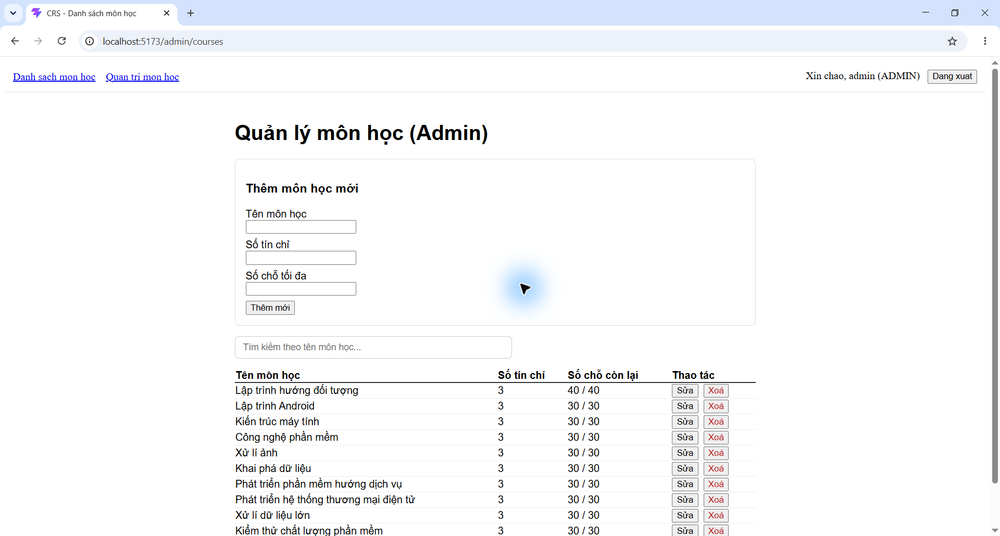 CRS - Danh sách môn học
localhost:5173/admin/courses
Danh sach mon hoc Quan tri mon hoc Xin chao, admin (ADMIN) Dang xuat
Quản lý môn học (Admin)
Thêm môn học mới
Tên môn học
Số tín chỉ
Số chỗ tối đa
Thêm mới
Tìm kiếm theo tên môn học...
Tên môn học Số tín chỉ Số chỗ còn lại Thao tác
Lập trình hướng đối tượng 3 40 / 40 Sửa Xoá
Lập trình Android 3 30 / 30 Sửa Xoá
Kiến trúc máy tính 3 30 / 30 Sửa Xoá
Công nghệ phần mềm 3 30 / 30 Sửa Xoá
Xử lí ảnh 3 30 / 30 Sửa Xoá
Khai phá dữ liệu 3 30 / 30 Sửa Xoá
Phát triển phần mềm hướng dịch vụ 3 30 / 30 Sửa Xoá
Phát triển hệ thống thương mại điện tử 3 30 / 30 Sửa Xoá
Xử lí dữ liệu lớn 3 30 / 30 Sửa Xoá
Kiểm thử chất lượng phần mềm 3 30 / 30 Sửa Xoá